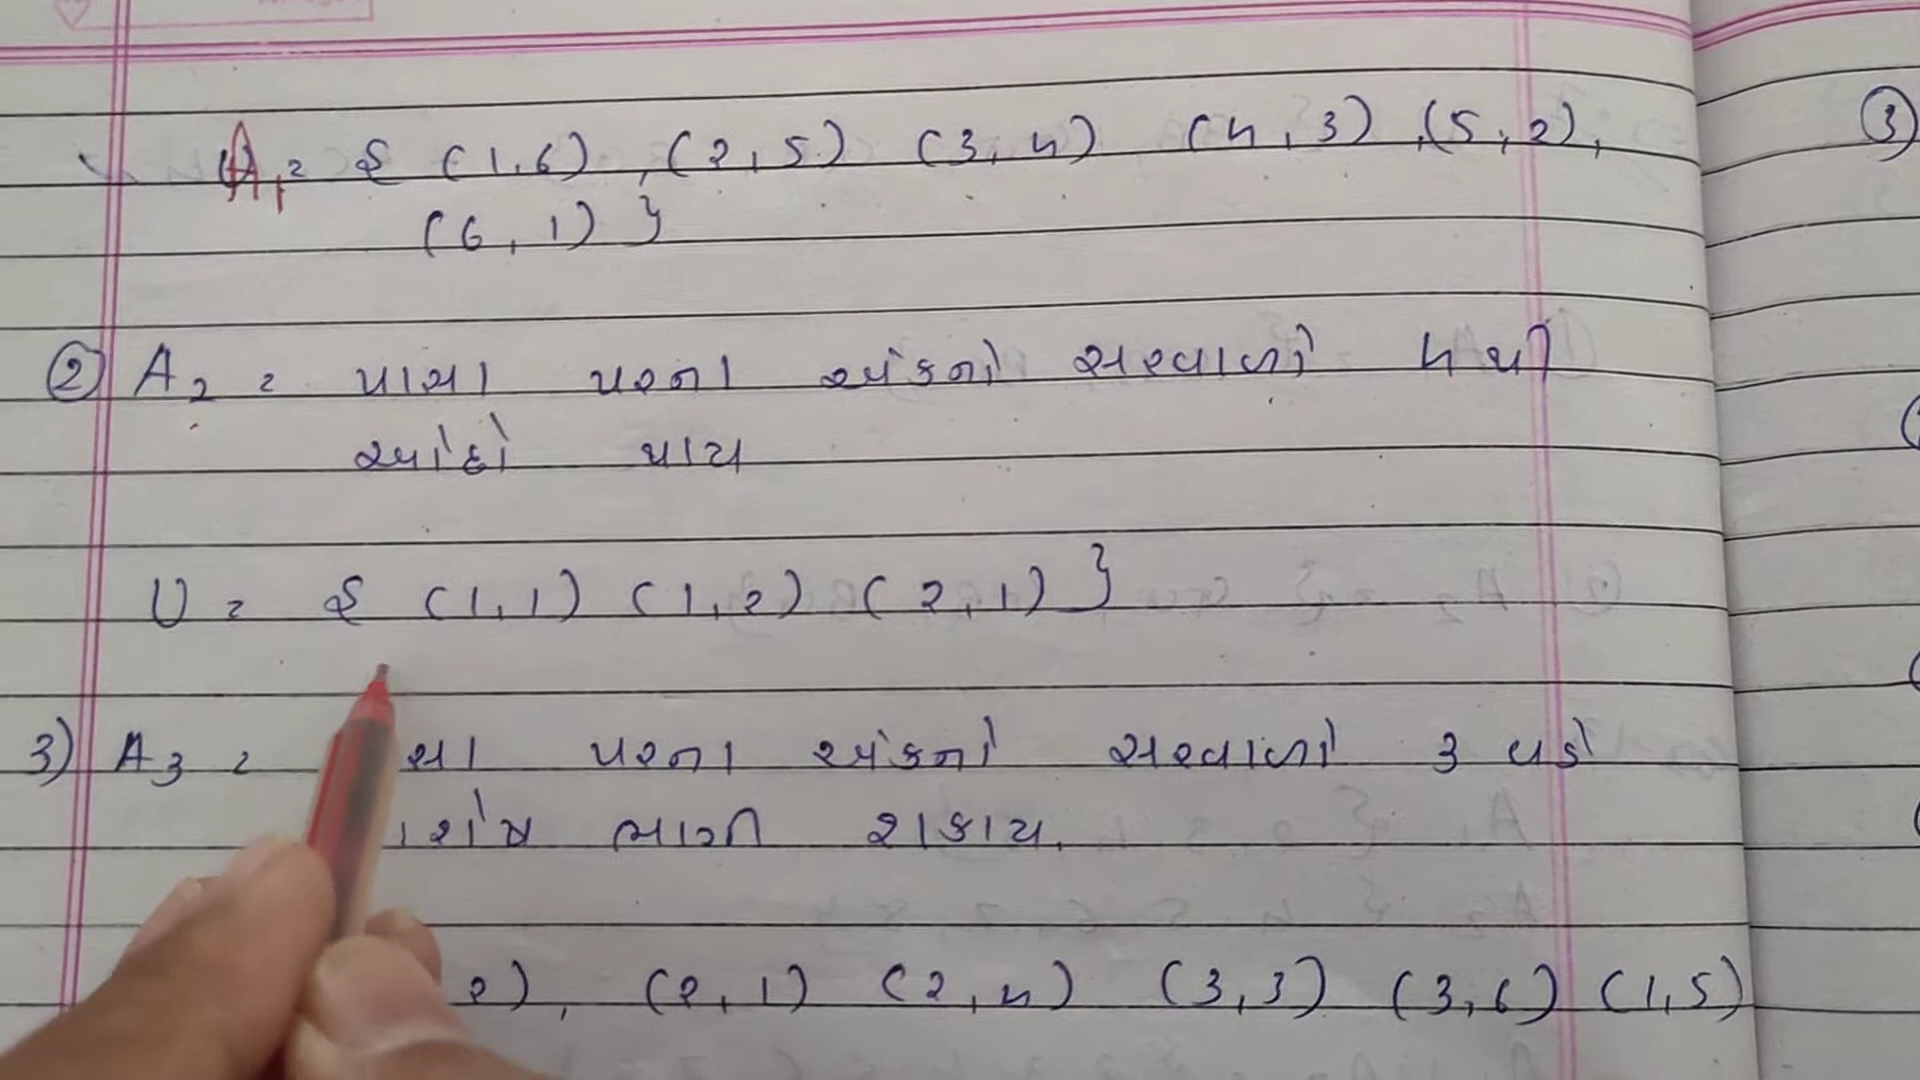 A₁ = { (1,6), (2,5) (3,4) (4,3), (5,2),
(6,1) }
② A₂ = પાસા પરના અંકનો સરવાળો 4 થી
ઓછો થાય
U = { (1,1) (1,2) (2,1) }
3) A₃ = સા પરના અંકનો સરવાળો 3 વડે
ભાગી શકાય.
2), (2,1) (2,4) (3,3) (3,6) (1,5)
③